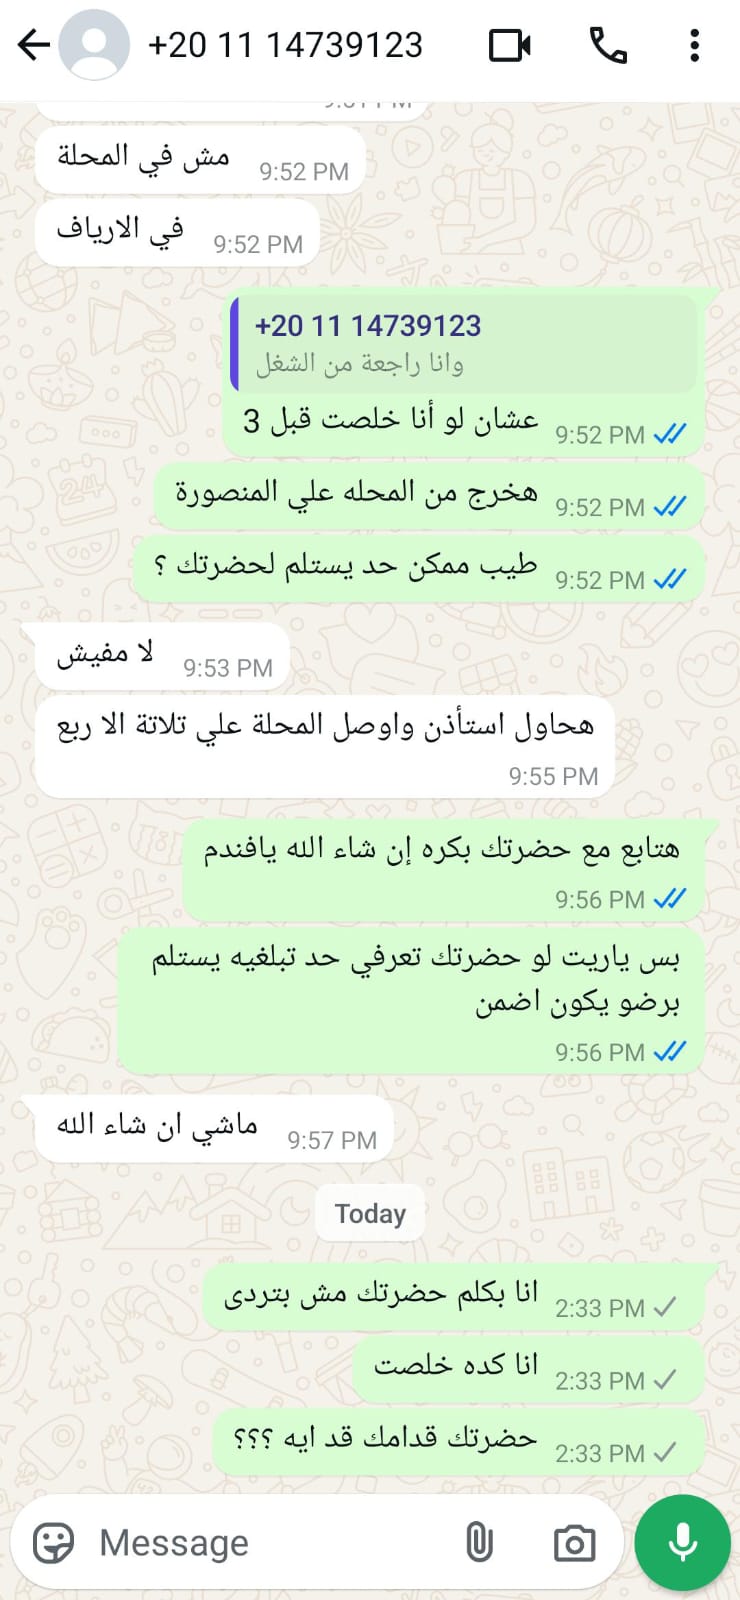 +20 11 14739123
مش في المحلة
9:52 PM
في الارياف
9:52 PM
+20 11 14739123
وانا راجعة من الشغل
عشان لو أنا خلصت قبل 3
9:52 PM
هخرج من المحله علي المنصورة
9:52 PM
طيب ممكن حد يستلم لحضرتك ؟
9:52 PM
لا مفيش
9:53 PM
هحاول استأذن واوصل المحلة علي تلاتة الا ربع
9:55 PM
هتابع مع حضرتك بكره إن شاء الله يافندم
9:56 PM
بس ياريت لو حضرتك تعرفي حد تبلغيه يستلم
برضو يكون اضمن
9:56 PM
ماشي ان شاء الله
9:57 PM
Today
انا بكلم حضرتك مش بتردى
2:33 PM
انا كده خلصت
2:33 PM
حضرتك قدامك قد ايه ؟؟؟
2:33 PM
Message